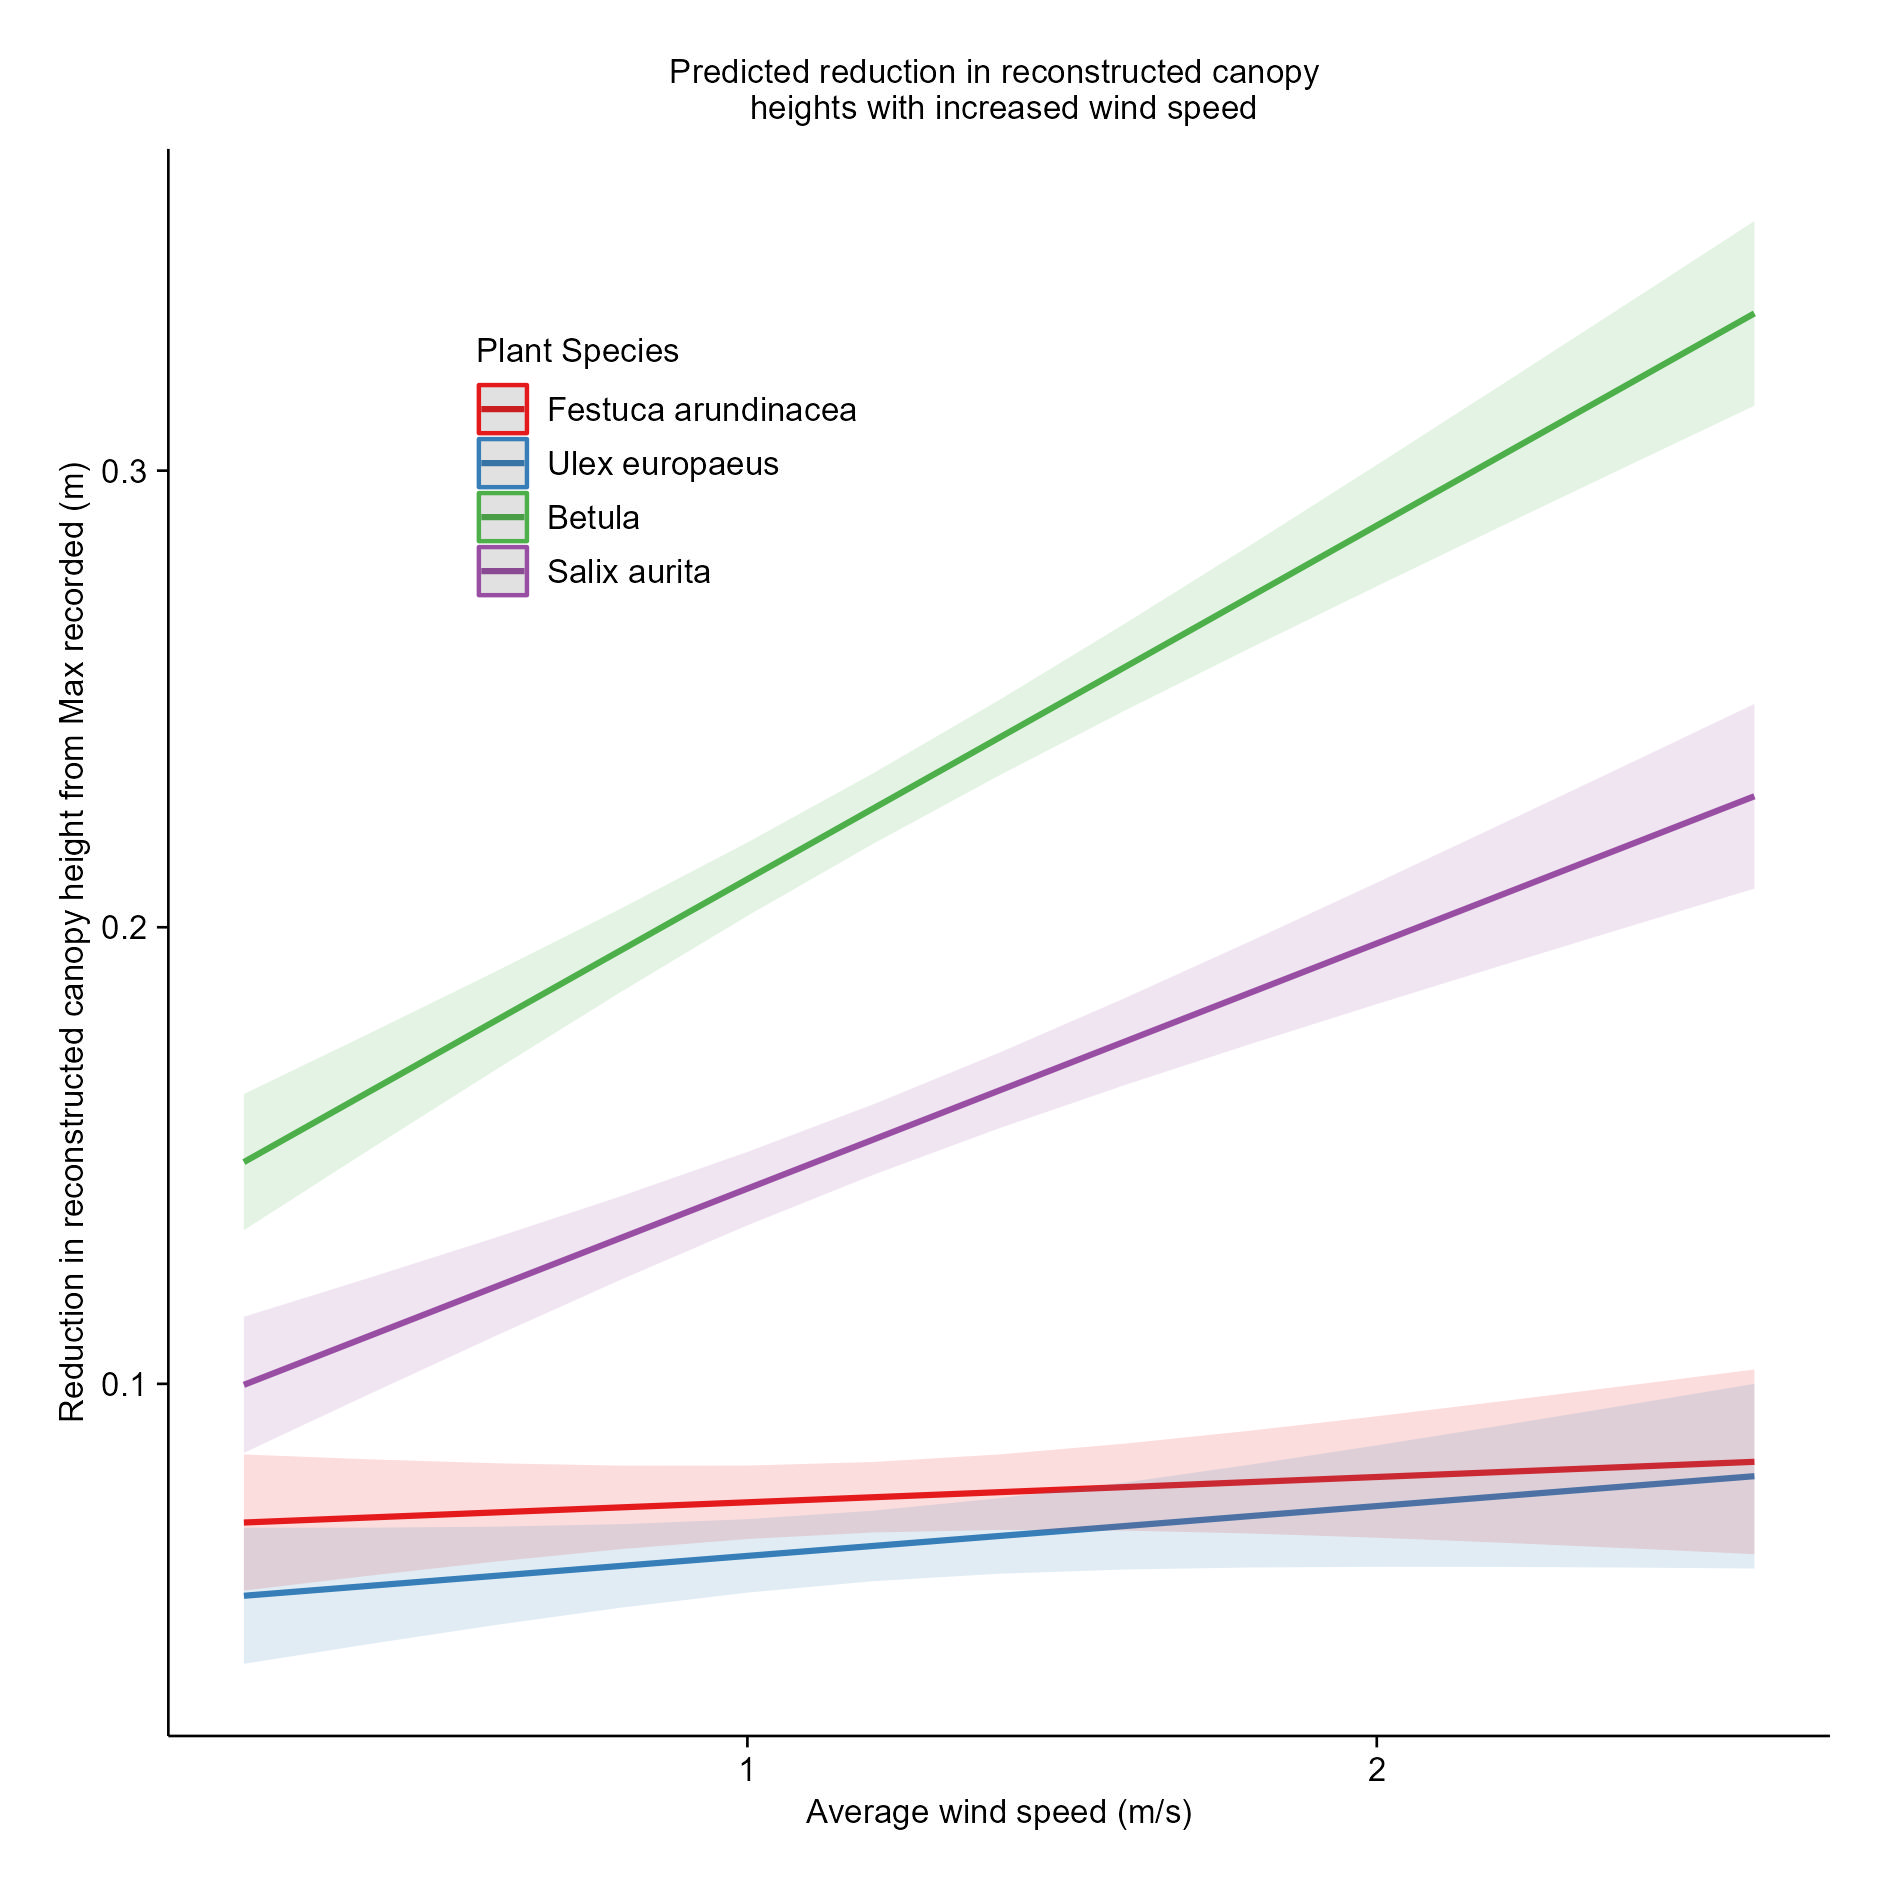 Predicted reduction in reconstructed canopy
heights with increased wind speed
Plant Species
Festuca arundinacea
Ulex europaeus
Betula
Salix aurita
Reduction in reconstructed canopy height from Max recorded (m)
0.3
0.2
0.1
1
2
Average wind speed (m/s)